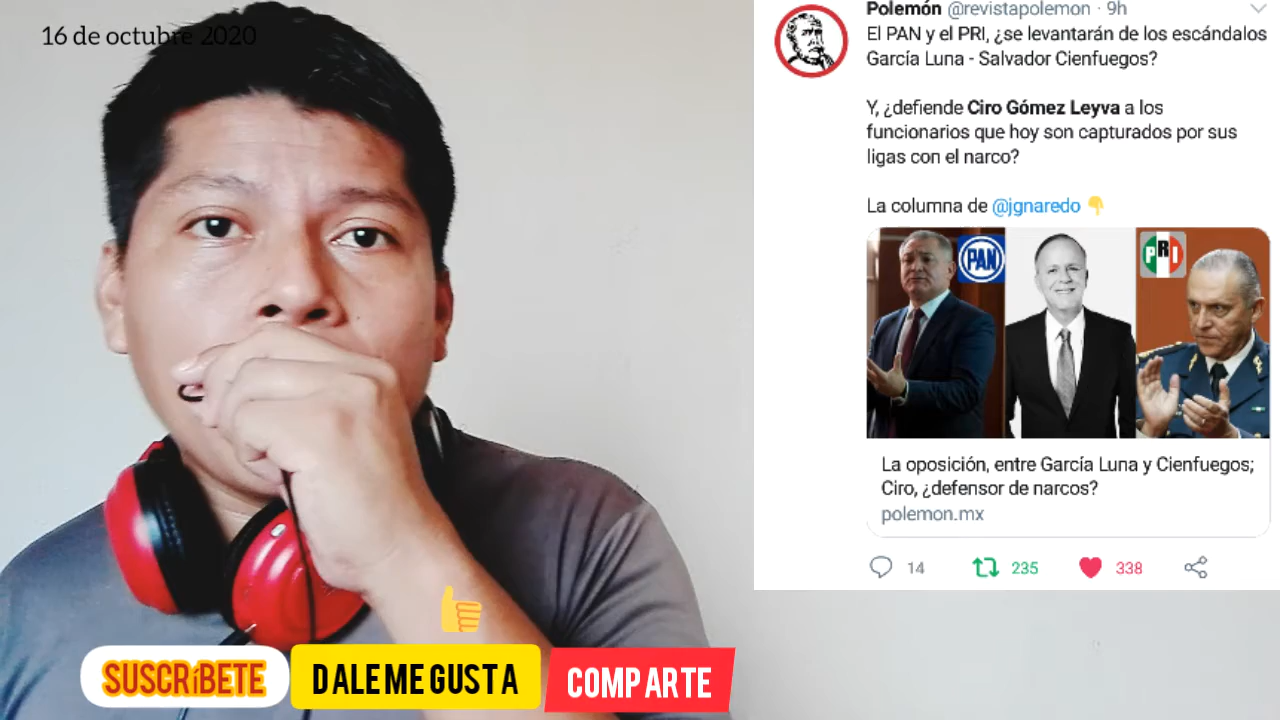 16 de octubre 2020
Polemón @revistapolemon · 9h
El PAN y el PRI, ¿se levantarán de los escándalos
García Luna - Salvador Cienfuegos?
Y, ¿defiende Ciro Gómez Leyva a los
funcionarios que hoy son capturados por sus
ligas con el narco?
La columna de @jgnaredo 👇
PAN
PRI
La oposición, entre García Luna y Cienfuegos;
Ciro, ¿defensor de narcos?
polemon.mx
14 235 338
SUSCRíBETE
DALE ME GUSTA
COMPARTE